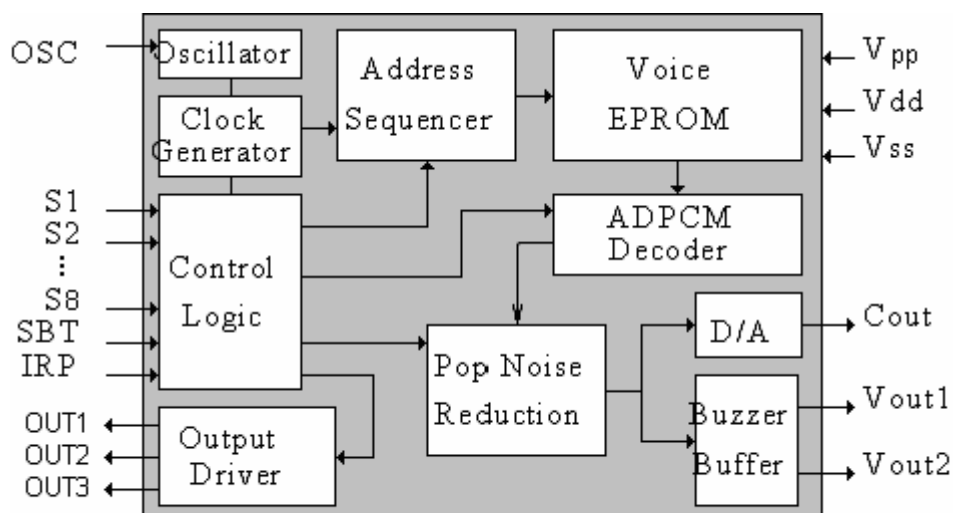 OSC
Oscillator
Clock
Generator
Address
Sequencer
Voice
EPROM
Vpp
Vdd
Vss
S1
S2
⋮
S8
SBT
IRP
Control
Logic
ADPCM
Decoder
Pop Noise
Reduction
D/A
Cout
Buzzer
Buffer
Vout1
Vout2
OUT1
OUT2
OUT3
Output
Driver